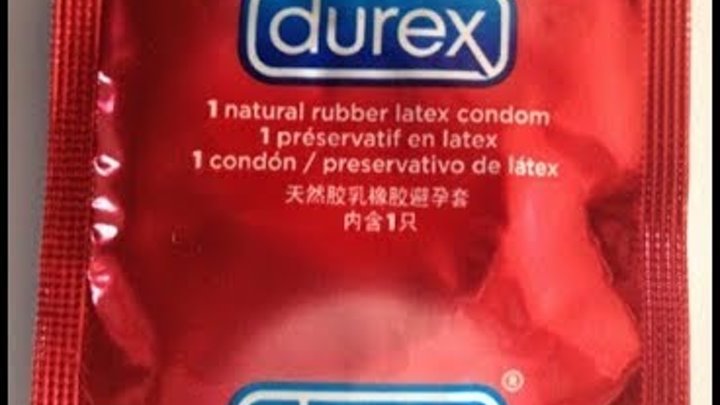 durex
1 natural rubber latex condom
1 préservatif en latex
1 condón / preservativo de látex
天然胶乳橡胶避孕套
内含1只
®
durex